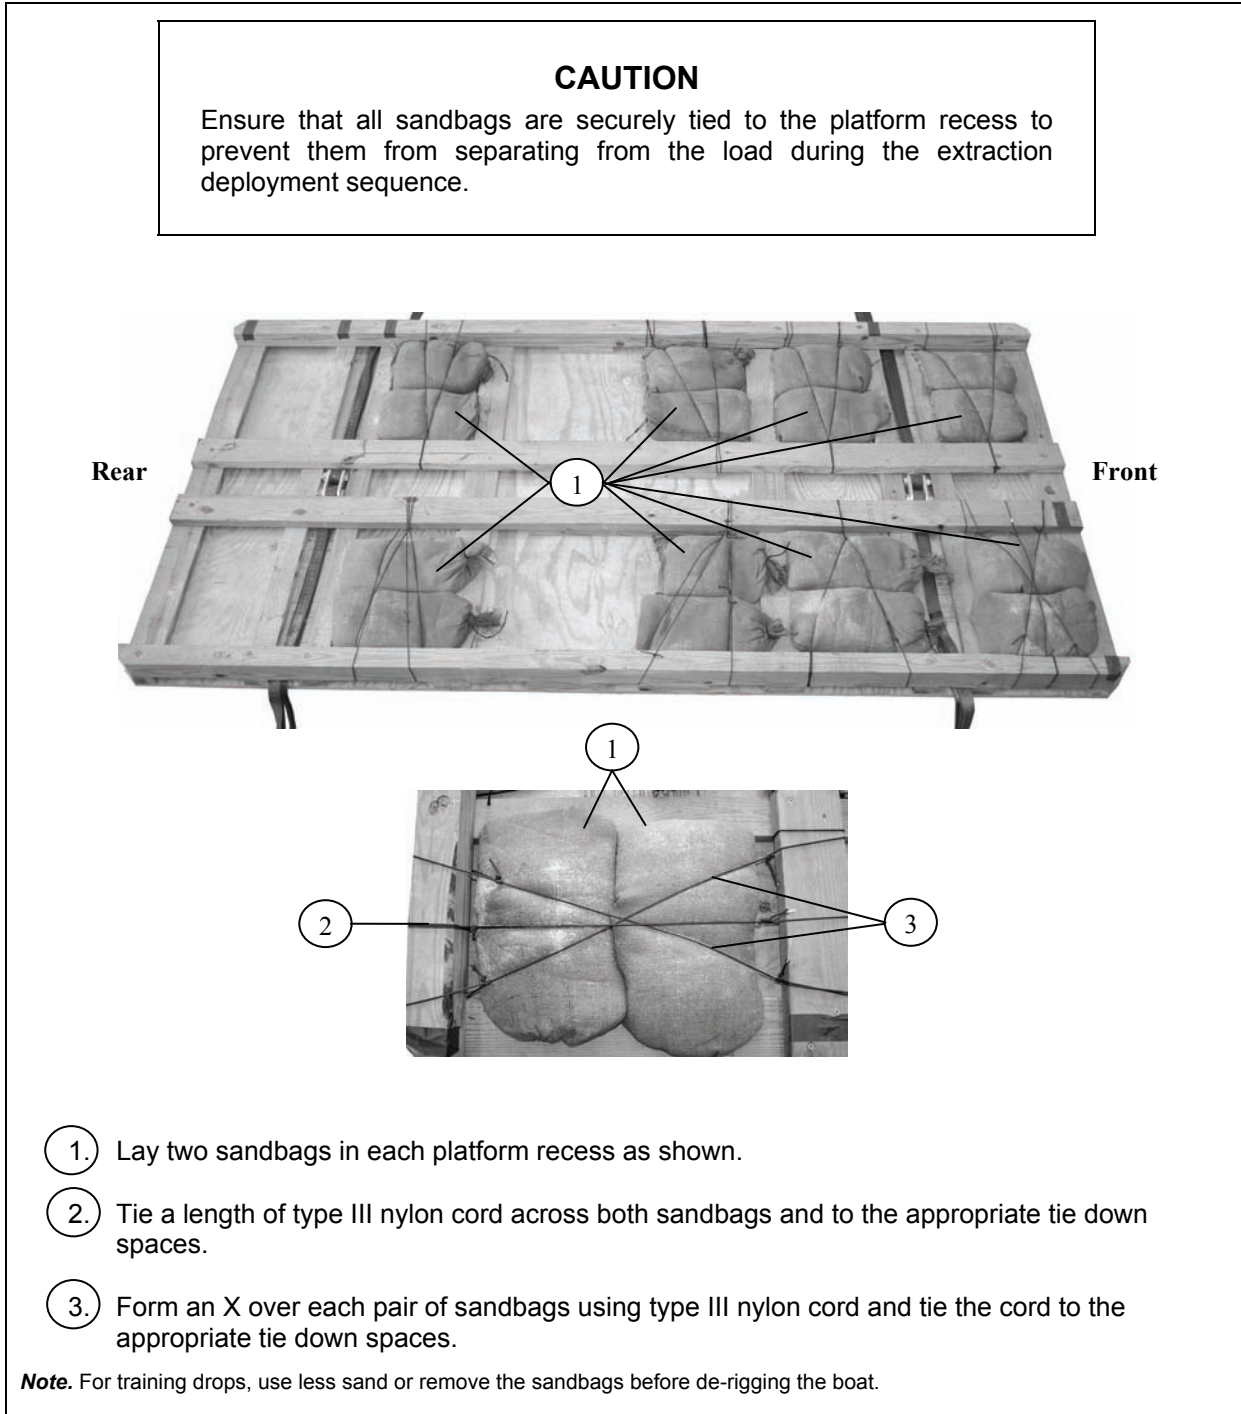 CAUTION
Ensure that all sandbags are securely tied to the platform recess to
prevent them from separating from the load during the extraction
deployment sequence.
Rear
1
Front
1
2
3
1. Lay two sandbags in each platform recess as shown.
2. Tie a length of type III nylon cord across both sandbags and to the appropriate tie down
spaces.
3. Form an X over each pair of sandbags using type III nylon cord and tie the cord to the
appropriate tie down spaces.
Note. For training drops, use less sand or remove the sandbags before de-rigging the boat.